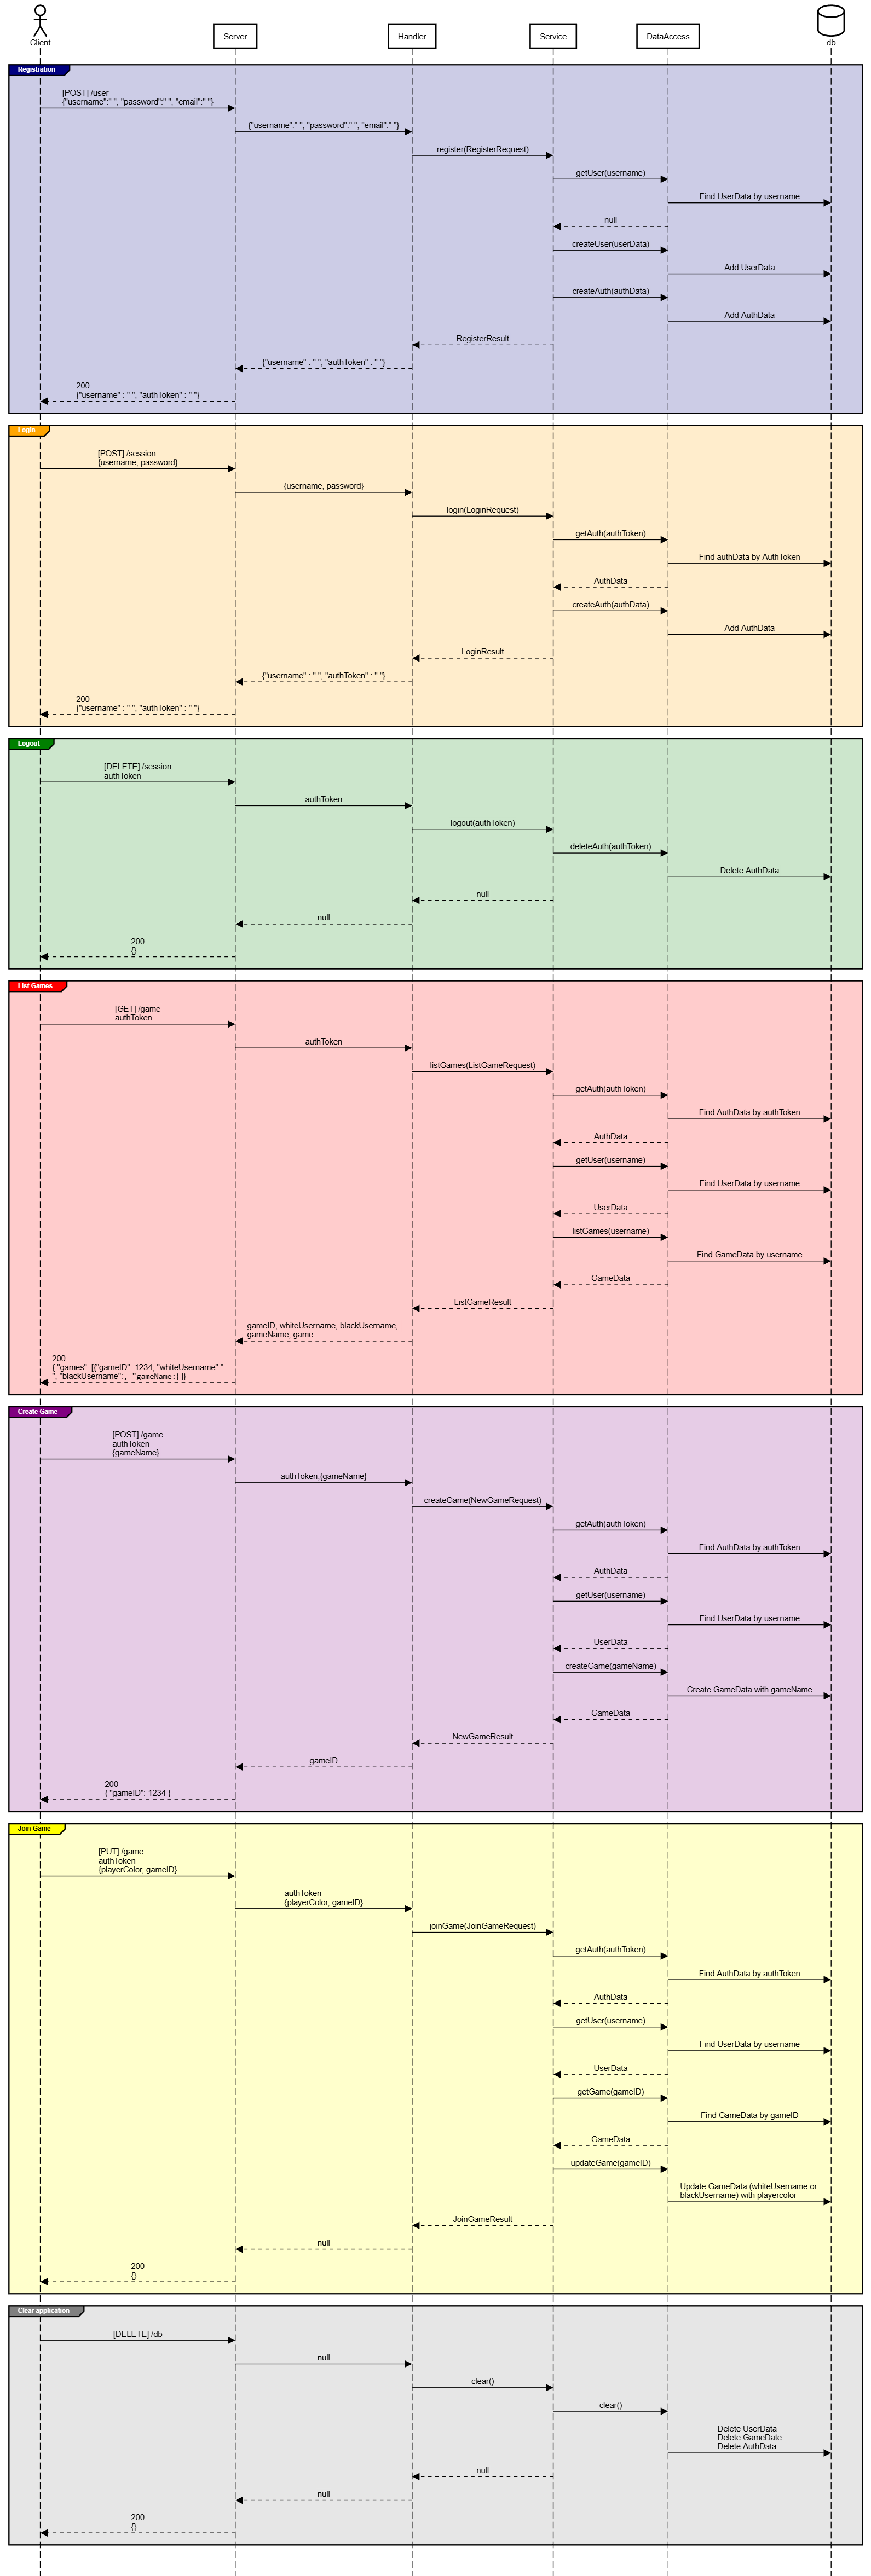 Client
Server
Handler
Service
DataAccess
db
Registration
[POST] /user
{"username":" ", "password":" ", "email":" "}
{"username":" ", "password":" ", "email":" "}
register(RegisterRequest)
getUser(username)
Find UserData by username
null
createUser(userData)
Add UserData
createAuth(authData)
Add AuthData
RegisterResult
{"username" : " ", "authToken" : " "}
200
{"username" : " ", "authToken" : " "}
Login
[POST] /session
{username, password}
{username, password}
login(LoginRequest)
getAuth(authToken)
Find authData by AuthToken
AuthData
createAuth(authData)
Add AuthData
LoginResult
{"username" : " ", "authToken" : " "}
200
{"username" : " ", "authToken" : " "}
Logout
[DELETE] /session
authToken
authToken
logout(authToken)
deleteAuth(authToken)
Delete AuthData
null
null
200
{}
List Games
[GET] /game
authToken
authToken
listGames(ListGameRequest)
getAuth(authToken)
Find AuthData by authToken
AuthData
getUser(username)
Find UserData by username
UserData
listGames(username)
Find GameData by username
GameData
ListGameResult
gameID, whiteUsername, blackUsername,
gameName, game
200
{ "games": [{"gameID": 1234, "whiteUsername":"
", "blackUsername":, "gameName:} ]}
Create Game
[POST] /game
authToken
{gameName}
authToken,{gameName}
createGame(NewGameRequest)
getAuth(authToken)
Find AuthData by authToken
AuthData
getUser(username)
Find UserData by username
UserData
createGame(gameName)
Create GameData with gameName
GameData
NewGameResult
gameID
200
{ "gameID": 1234 }
Join Game
[PUT] /game
authToken
{playerColor, gameID}
authToken
{playerColor, gameID}
joinGame(JoinGameRequest)
getAuth(authToken)
Find AuthData by authToken
AuthData
getUser(username)
Find UserData by username
UserData
getGame(gameID)
Find GameData by gameID
GameData
updateGame(gameID)
Update GameData (whiteUsername or
blackUsername) with playercolor
JoinGameResult
null
200
{}
Clear application
[DELETE] /db
null
clear()
clear()
Delete UserData
Delete GameDate
Delete AuthData
null
null
200
{}